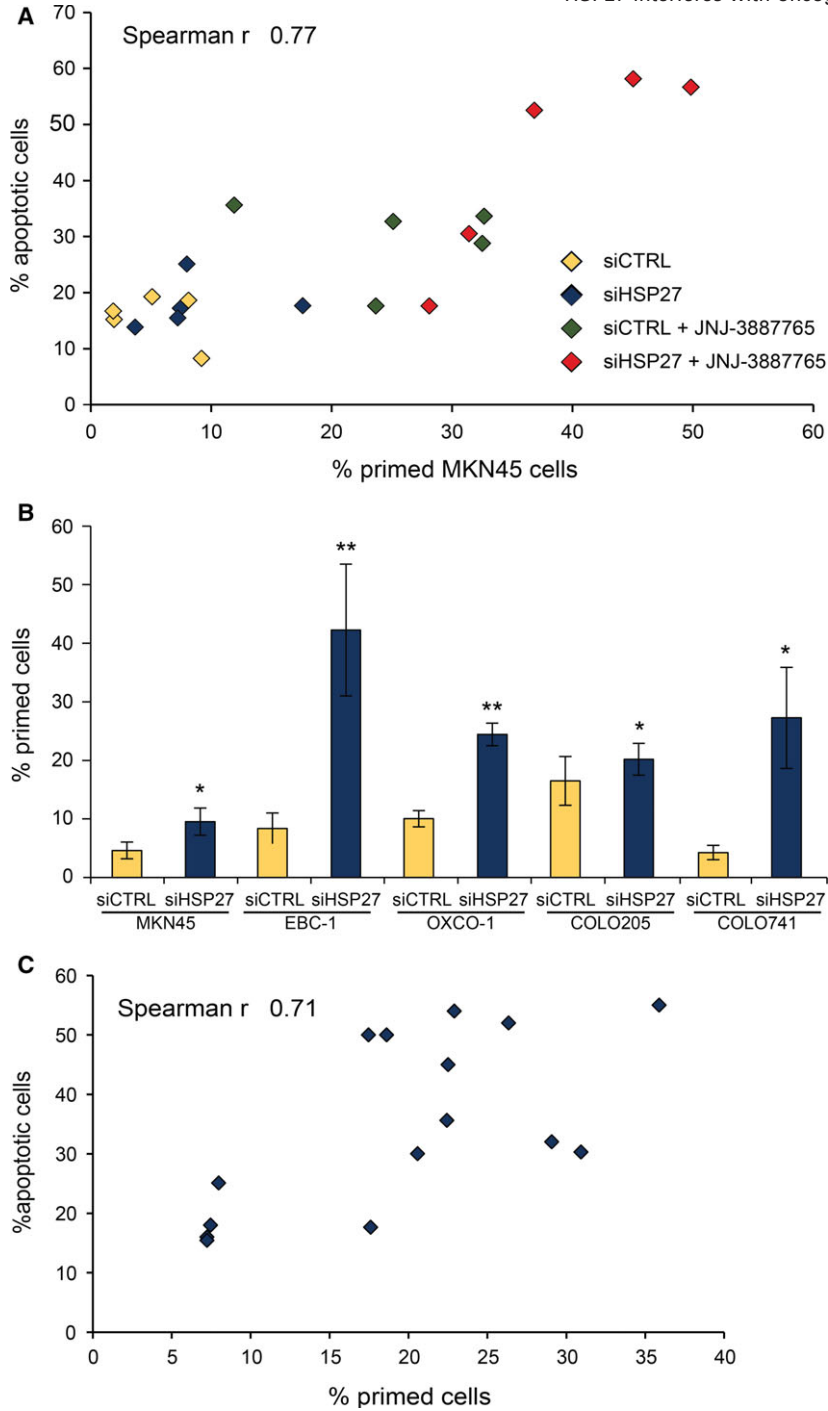 A
70
Spearman r 0.77
60
50
40
30
20
10
0
% apoptotic cells
siCTRL
siHSP27
siCTRL + JNJ-3887765
siHSP27 + JNJ-3887765
0 10 20 30 40 50 60
% primed MKN45 cells
B
60
50
40
30
20
10
0
% primed cells
* ** ** * *
siCTRL siHSP27 siCTRL siHSP27 siCTRL siHSP27 siCTRL siHSP27 siCTRL siHSP27
MKN45 EBC-1 OXCO-1 COLO205 COLO741
C
60
Spearman r 0.71
50
40
30
20
10
0
%apoptotic cells
0 5 10 15 20 25 30 35 40
% primed cells